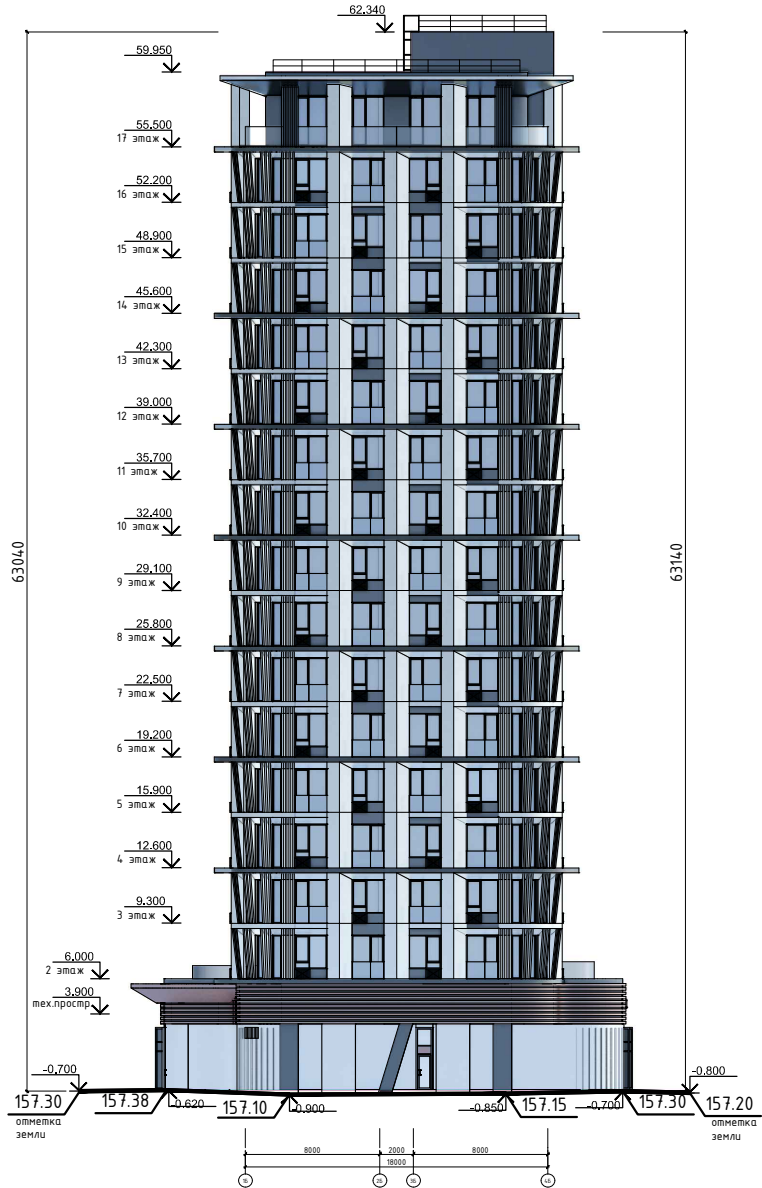 62.340
59.950
55.500
17 этаж
52.200
16 этаж
48.900
15 этаж
45.600
14 этаж
42.300
13 этаж
39.000
12 этаж
35.700
11 этаж
32.400
10 этаж
63040
63140
29.100
9 этаж
25.800
8 этаж
22.500
7 этаж
19.200
6 этаж
15.900
5 этаж
12.600
4 этаж
9.300
3 этаж
6.000
2 этаж
3.900
тех.простр.
-0.700
-0.800
157.30
157.38
-0.620
157.10
-0.900
-0.850
157.15
-0.700
157.30
157.20
отметка
земли
отметка
земли
8000
2000
8000
18000